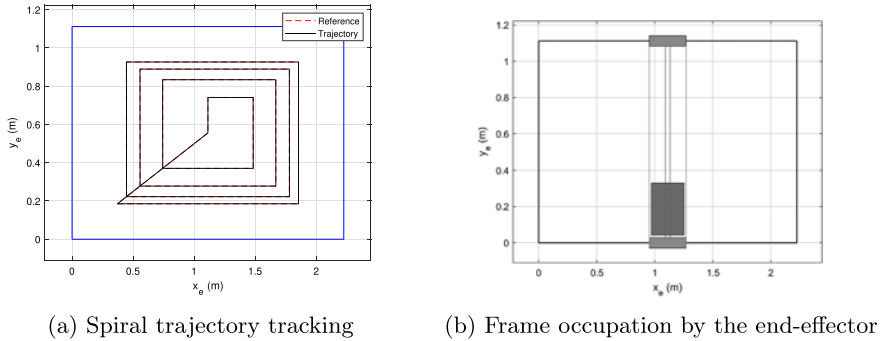 1.2
1
0.8
0.6
0.4
0.2
0
y_e (m)
0 0.5 1 1.5 2
x_e (m)
Reference
Trajectory
(a) Spiral trajectory tracking
1.2
1
0.8
0.6
0.4
0.2
0
y_e (m)
0 0.5 1 1.5 2
x_e (m)
(b) Frame occupation by the end-effector